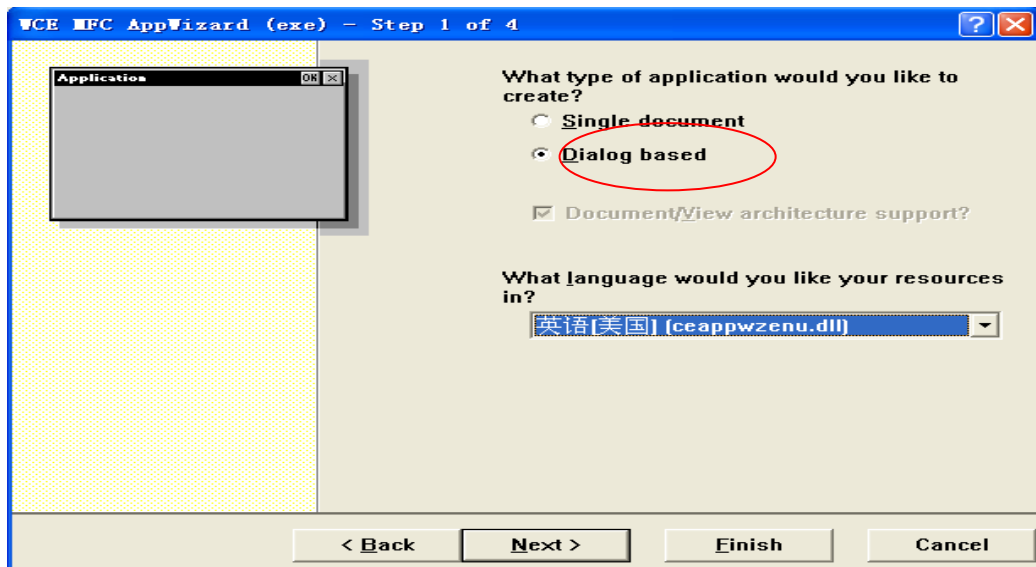 WCE MFC AppWizard (exe) - Step 1 of 4
Application
OK
What type of application would you like to
create?
Single document
Dialog based
Document/View architecture support?
What language would you like your resources
in?
英语[美国] (ceappwzenu.dll)
< Back
Next >
Finish
Cancel